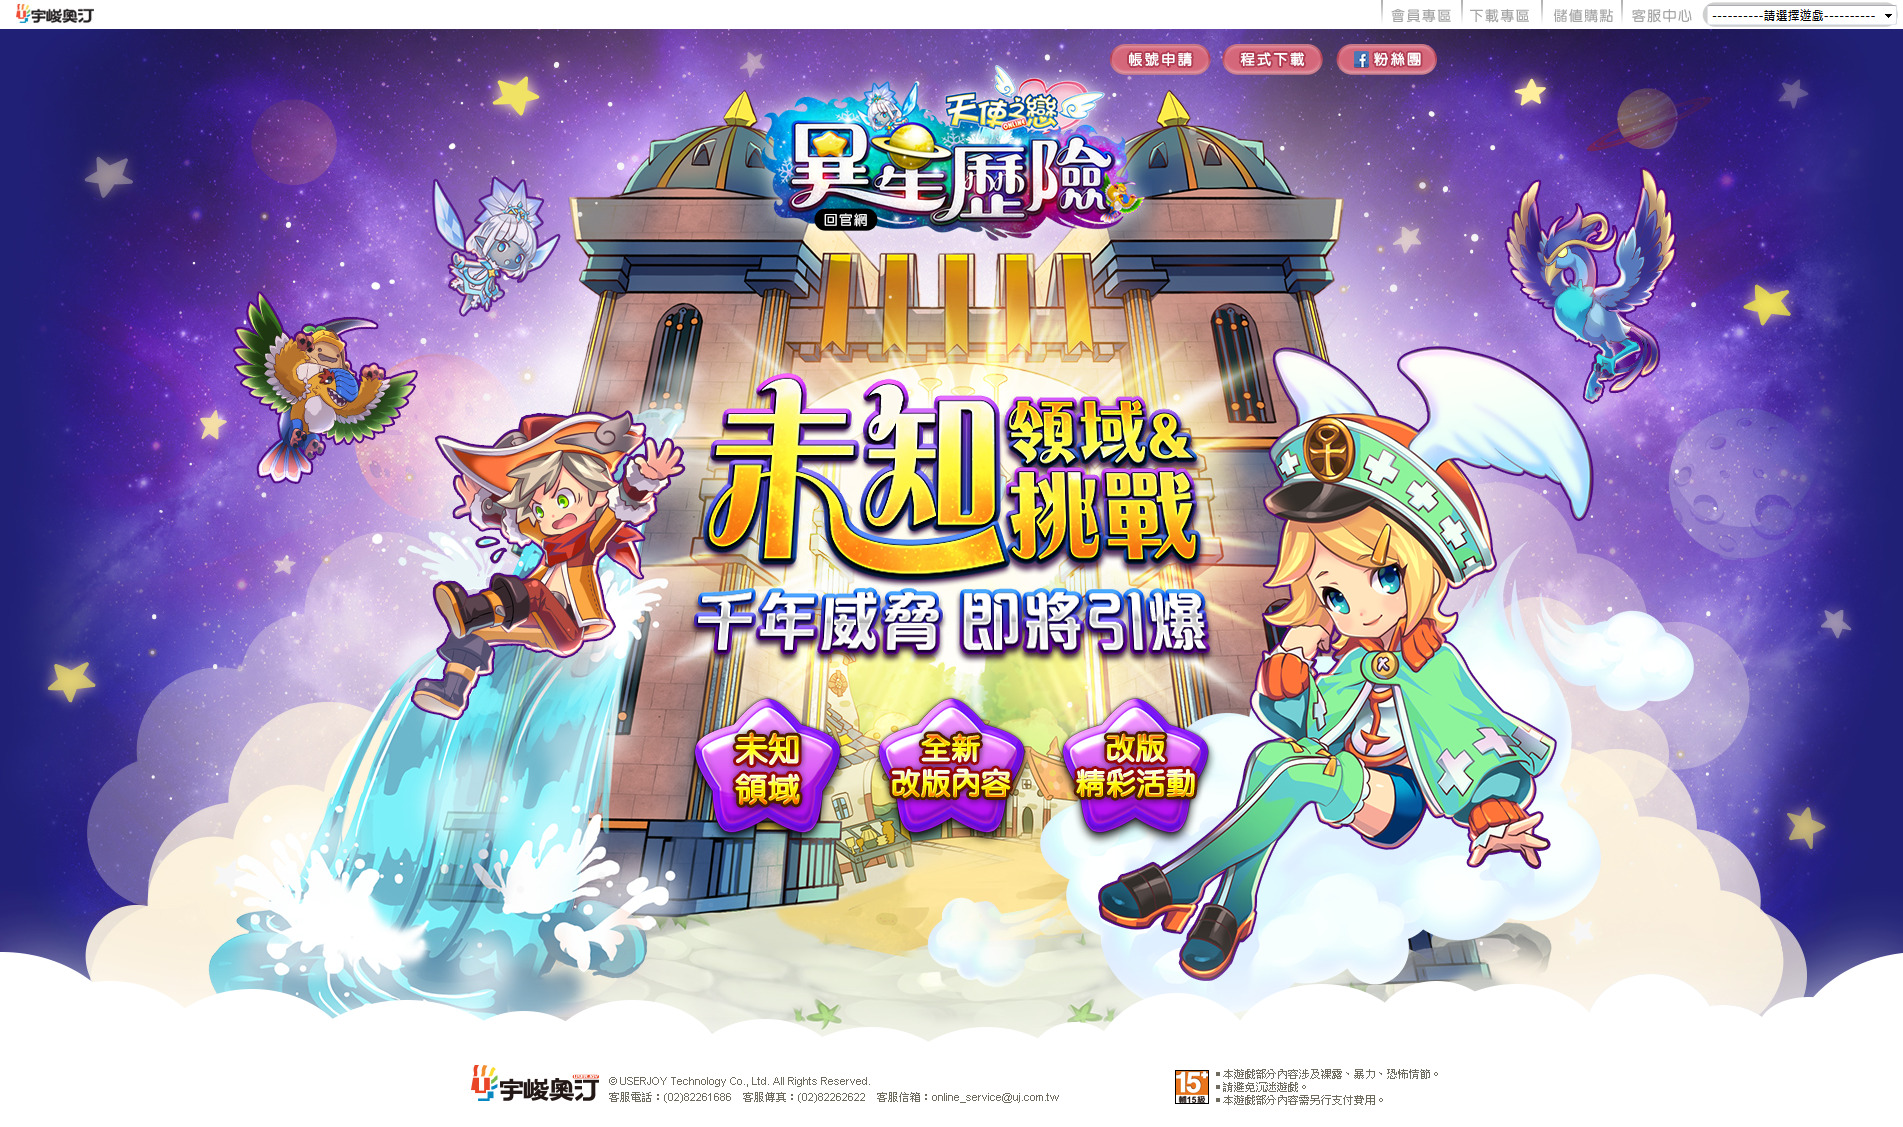 宇峻奧汀
會員專區 下載專區 儲值購點 客服中心 ----------請選擇遊戲----------
帳號申請 程式下載 粉絲團
天使之戀
ONLINE
異星歷險
回官網
未知領域&
挑戰
千年威脅 即將引爆
未知
領域
全新
改版內容
改版
精彩活動
USERJOY
宇峻奧汀
© USERJOY Technology Co., Ltd. All Rights Reserved.
客服電話：(02)82261686 客服傳真：(02)82262622 客服信箱：online_service@uj.com.tw
15+
輔15級
▪本遊戲部分內容涉及裸露、暴力、恐怖情節。
▪請避免沉迷遊戲。
▪本遊戲部分內容需另行支付費用。